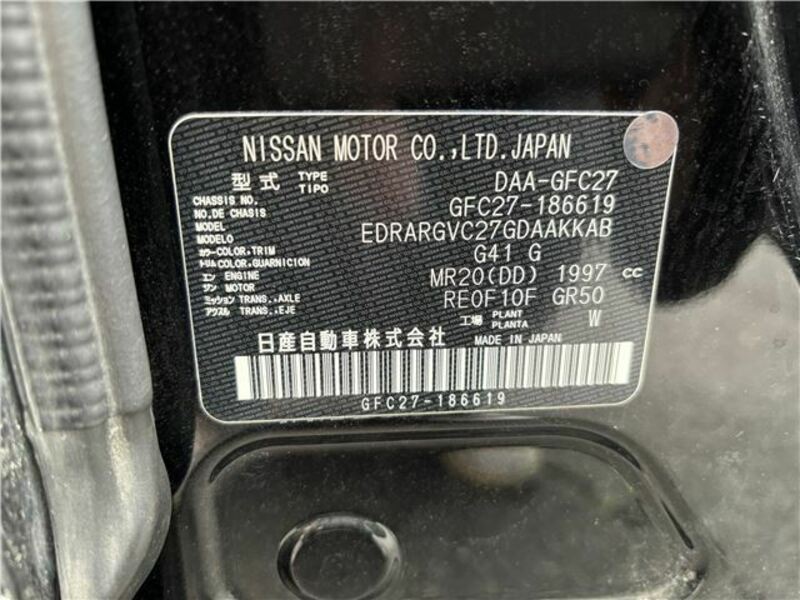 NISSAN MOTOR CO.,LTD.JAPAN
型式 TYPE TIPO DAA-GFC27
CHASSIS NO. NO.DE CHASIS GFC27-186619
MODEL MODELO EDRARGVC27GDAAKKAB
カラー COLOR,TRIM トリム COLOR,GUARNICION G41 G
エン ENGINE ジン MOTOR MR20(DD) 1997 cc
ミッション TRANS.,AXLE アクスル TRANS.,EJE RE0F10F GR50
工場 PLANT PLANTA W
日産自動車株式会社 MADE IN JAPAN
GFC27-186619